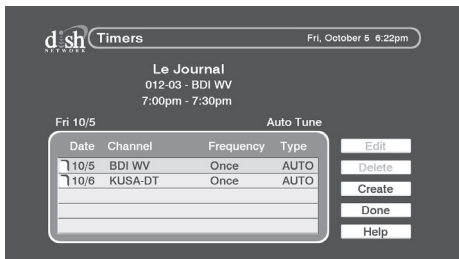 dish
NETWORK
Timers
Fri, October 5 6:22pm
Le Journal
012-03 - BDI WV
7:00pm - 7:30pm
Fri 10/5 Auto Tune
Date Channel Frequency Type
10/5 BDI WV Once AUTO
10/6 KUSA-DT Once AUTO
Edit
Delete
Create
Done
Help